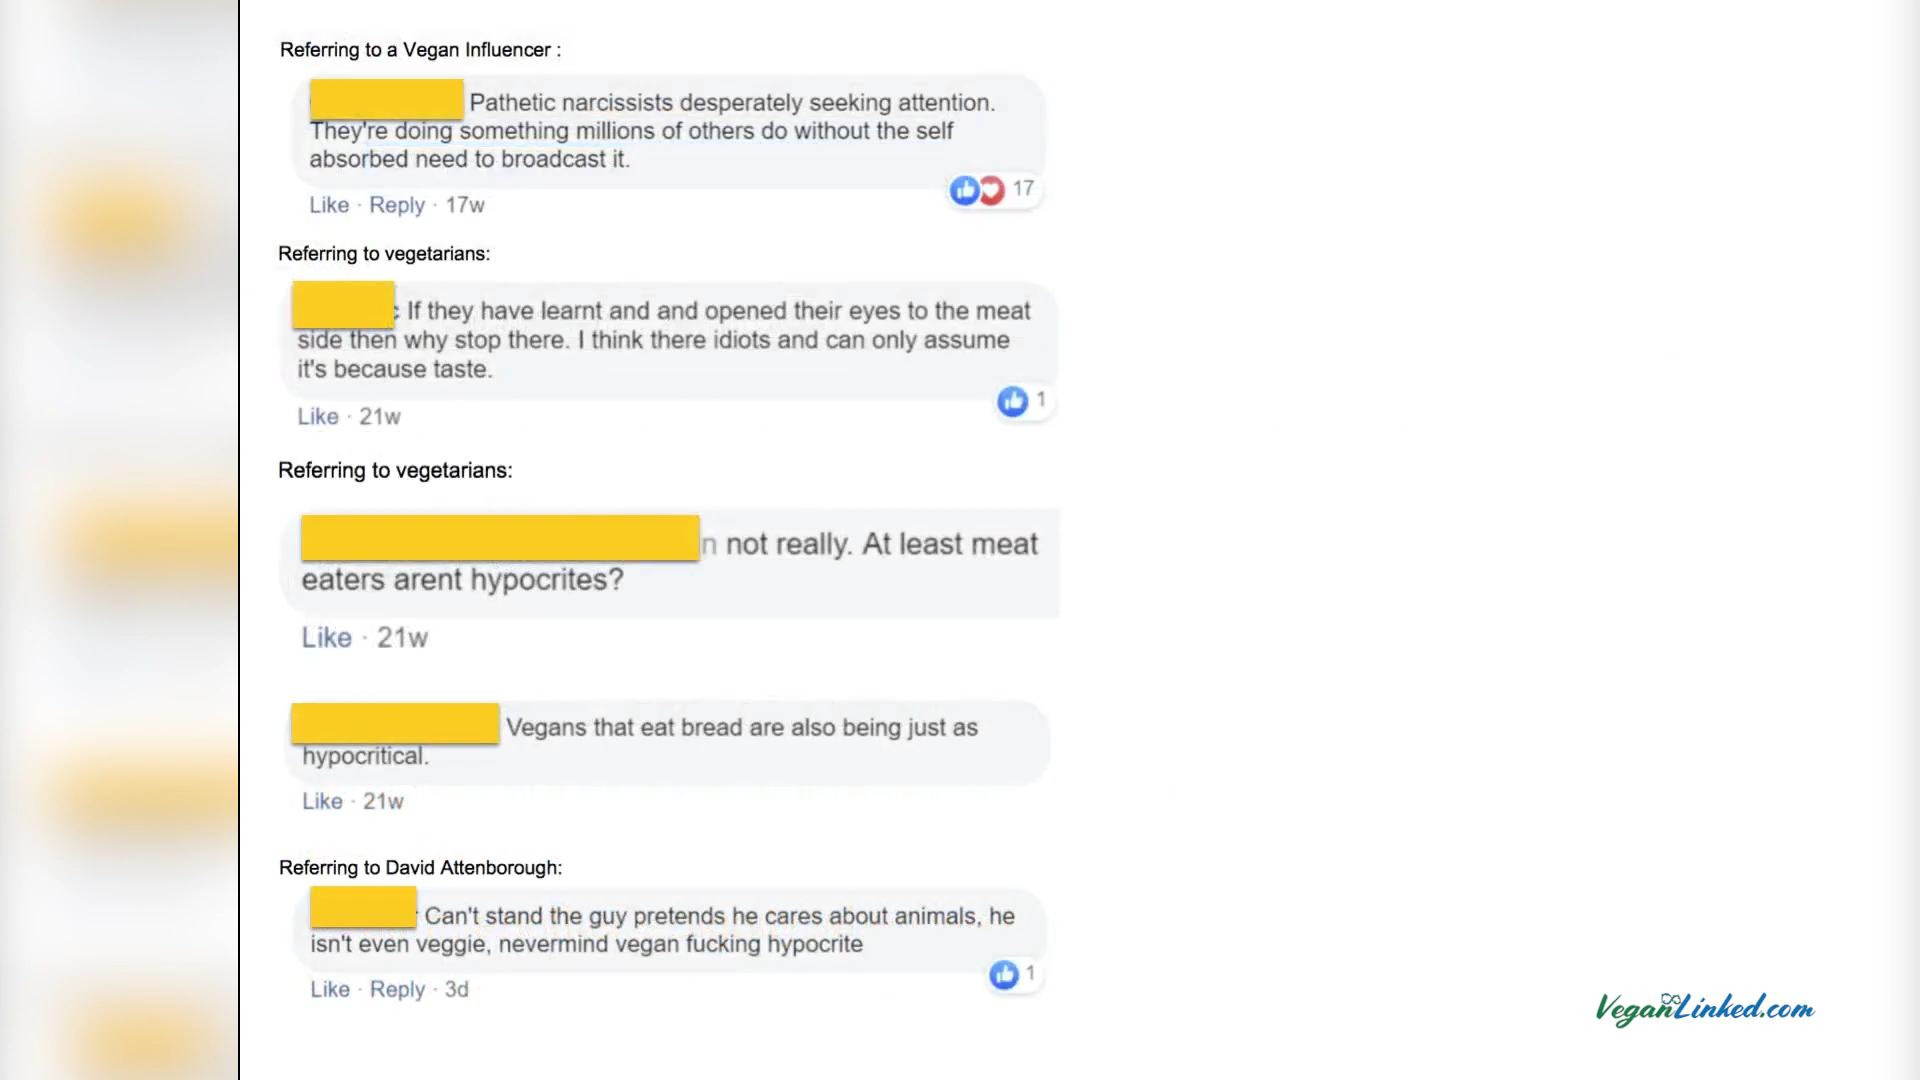 Referring to a Vegan Influencer :
Pathetic narcissists desperately seeking attention.
They're doing something millions of others do without the self
absorbed need to broadcast it.
17
Like · Reply · 17w
Referring to vegetarians:
If they have learnt and and opened their eyes to the meat
side then why stop there. I think there idiots and can only assume
it's because taste.
1
Like · 21w
Referring to vegetarians:
n not really. At least meat
eaters arent hypocrites?
Like · 21w
Vegans that eat bread are also being just as
hypocritical.
Like · 21w
Referring to David Attenborough:
Can't stand the guy pretends he cares about animals, he
isn't even veggie, nevermind vegan fucking hypocrite
1
Like · Reply · 3d
VeganLinked.com